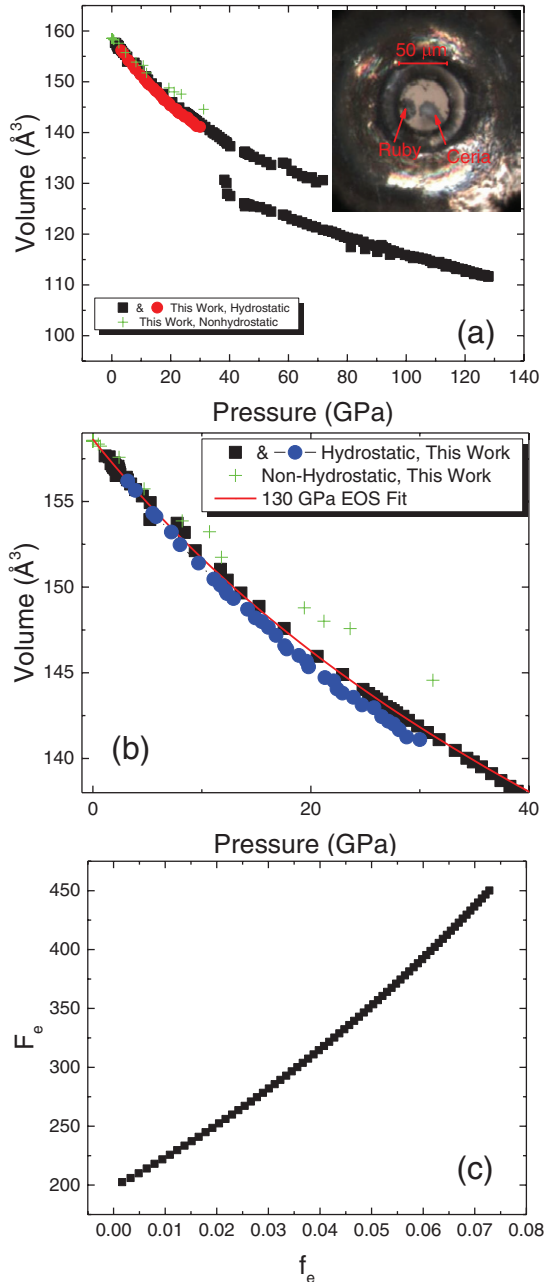 160
150
140
130
120
110
100
Volume (Å³)
50 μm
Ruby
Ceria
& This Work, Hydrostatic
This Work, Nonhydrostatic
(a)
0 20 40 60 80 100 120 140
Pressure (GPa)
155
150
145
140
Volume (Å³)
& Hydrostatic, This Work
Non-Hydrostatic, This Work
130 GPa EOS Fit
(b)
0 20 40
Pressure (GPa)
450
400
350
300
250
200
Fₑ
(c)
0.00 0.01 0.02 0.03 0.04 0.05 0.06 0.07 0.08
fₑ